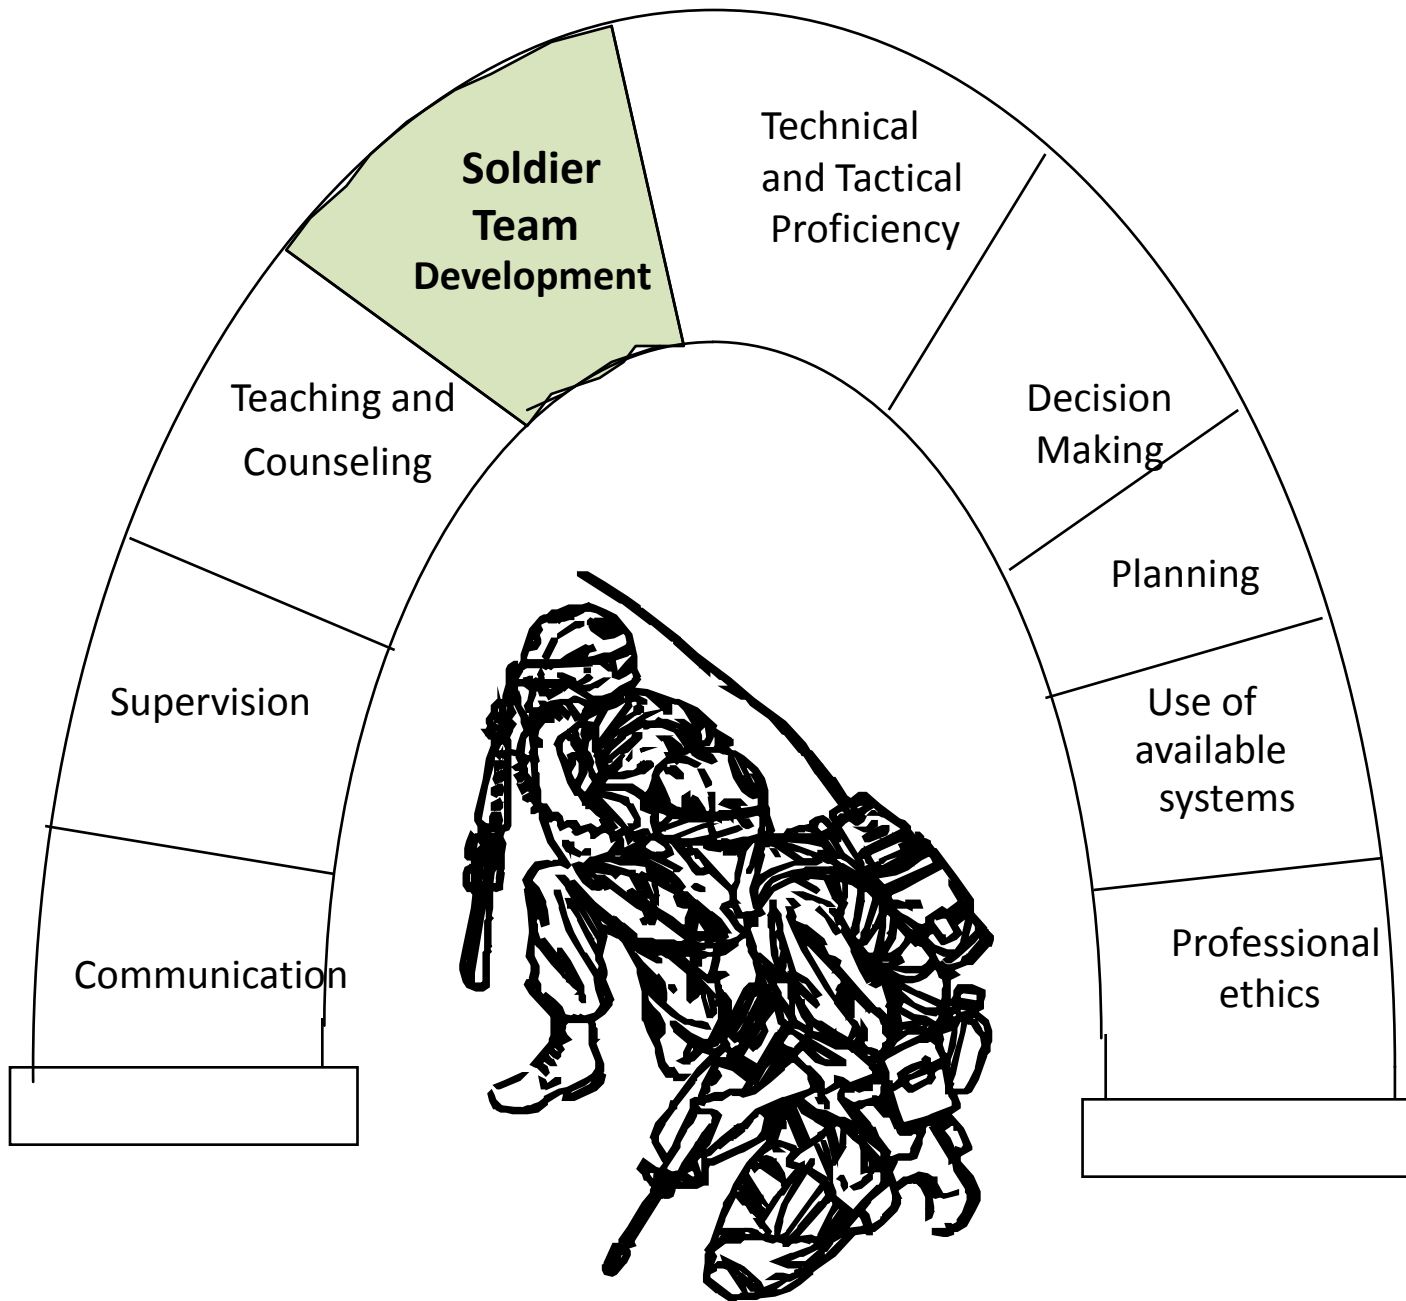 Soldier
Team
Development
Technical
and Tactical
Proficiency
Teaching and
Counseling
Decision
Making
Planning
Supervision
Use of
available
systems
Communication
Professional
ethics